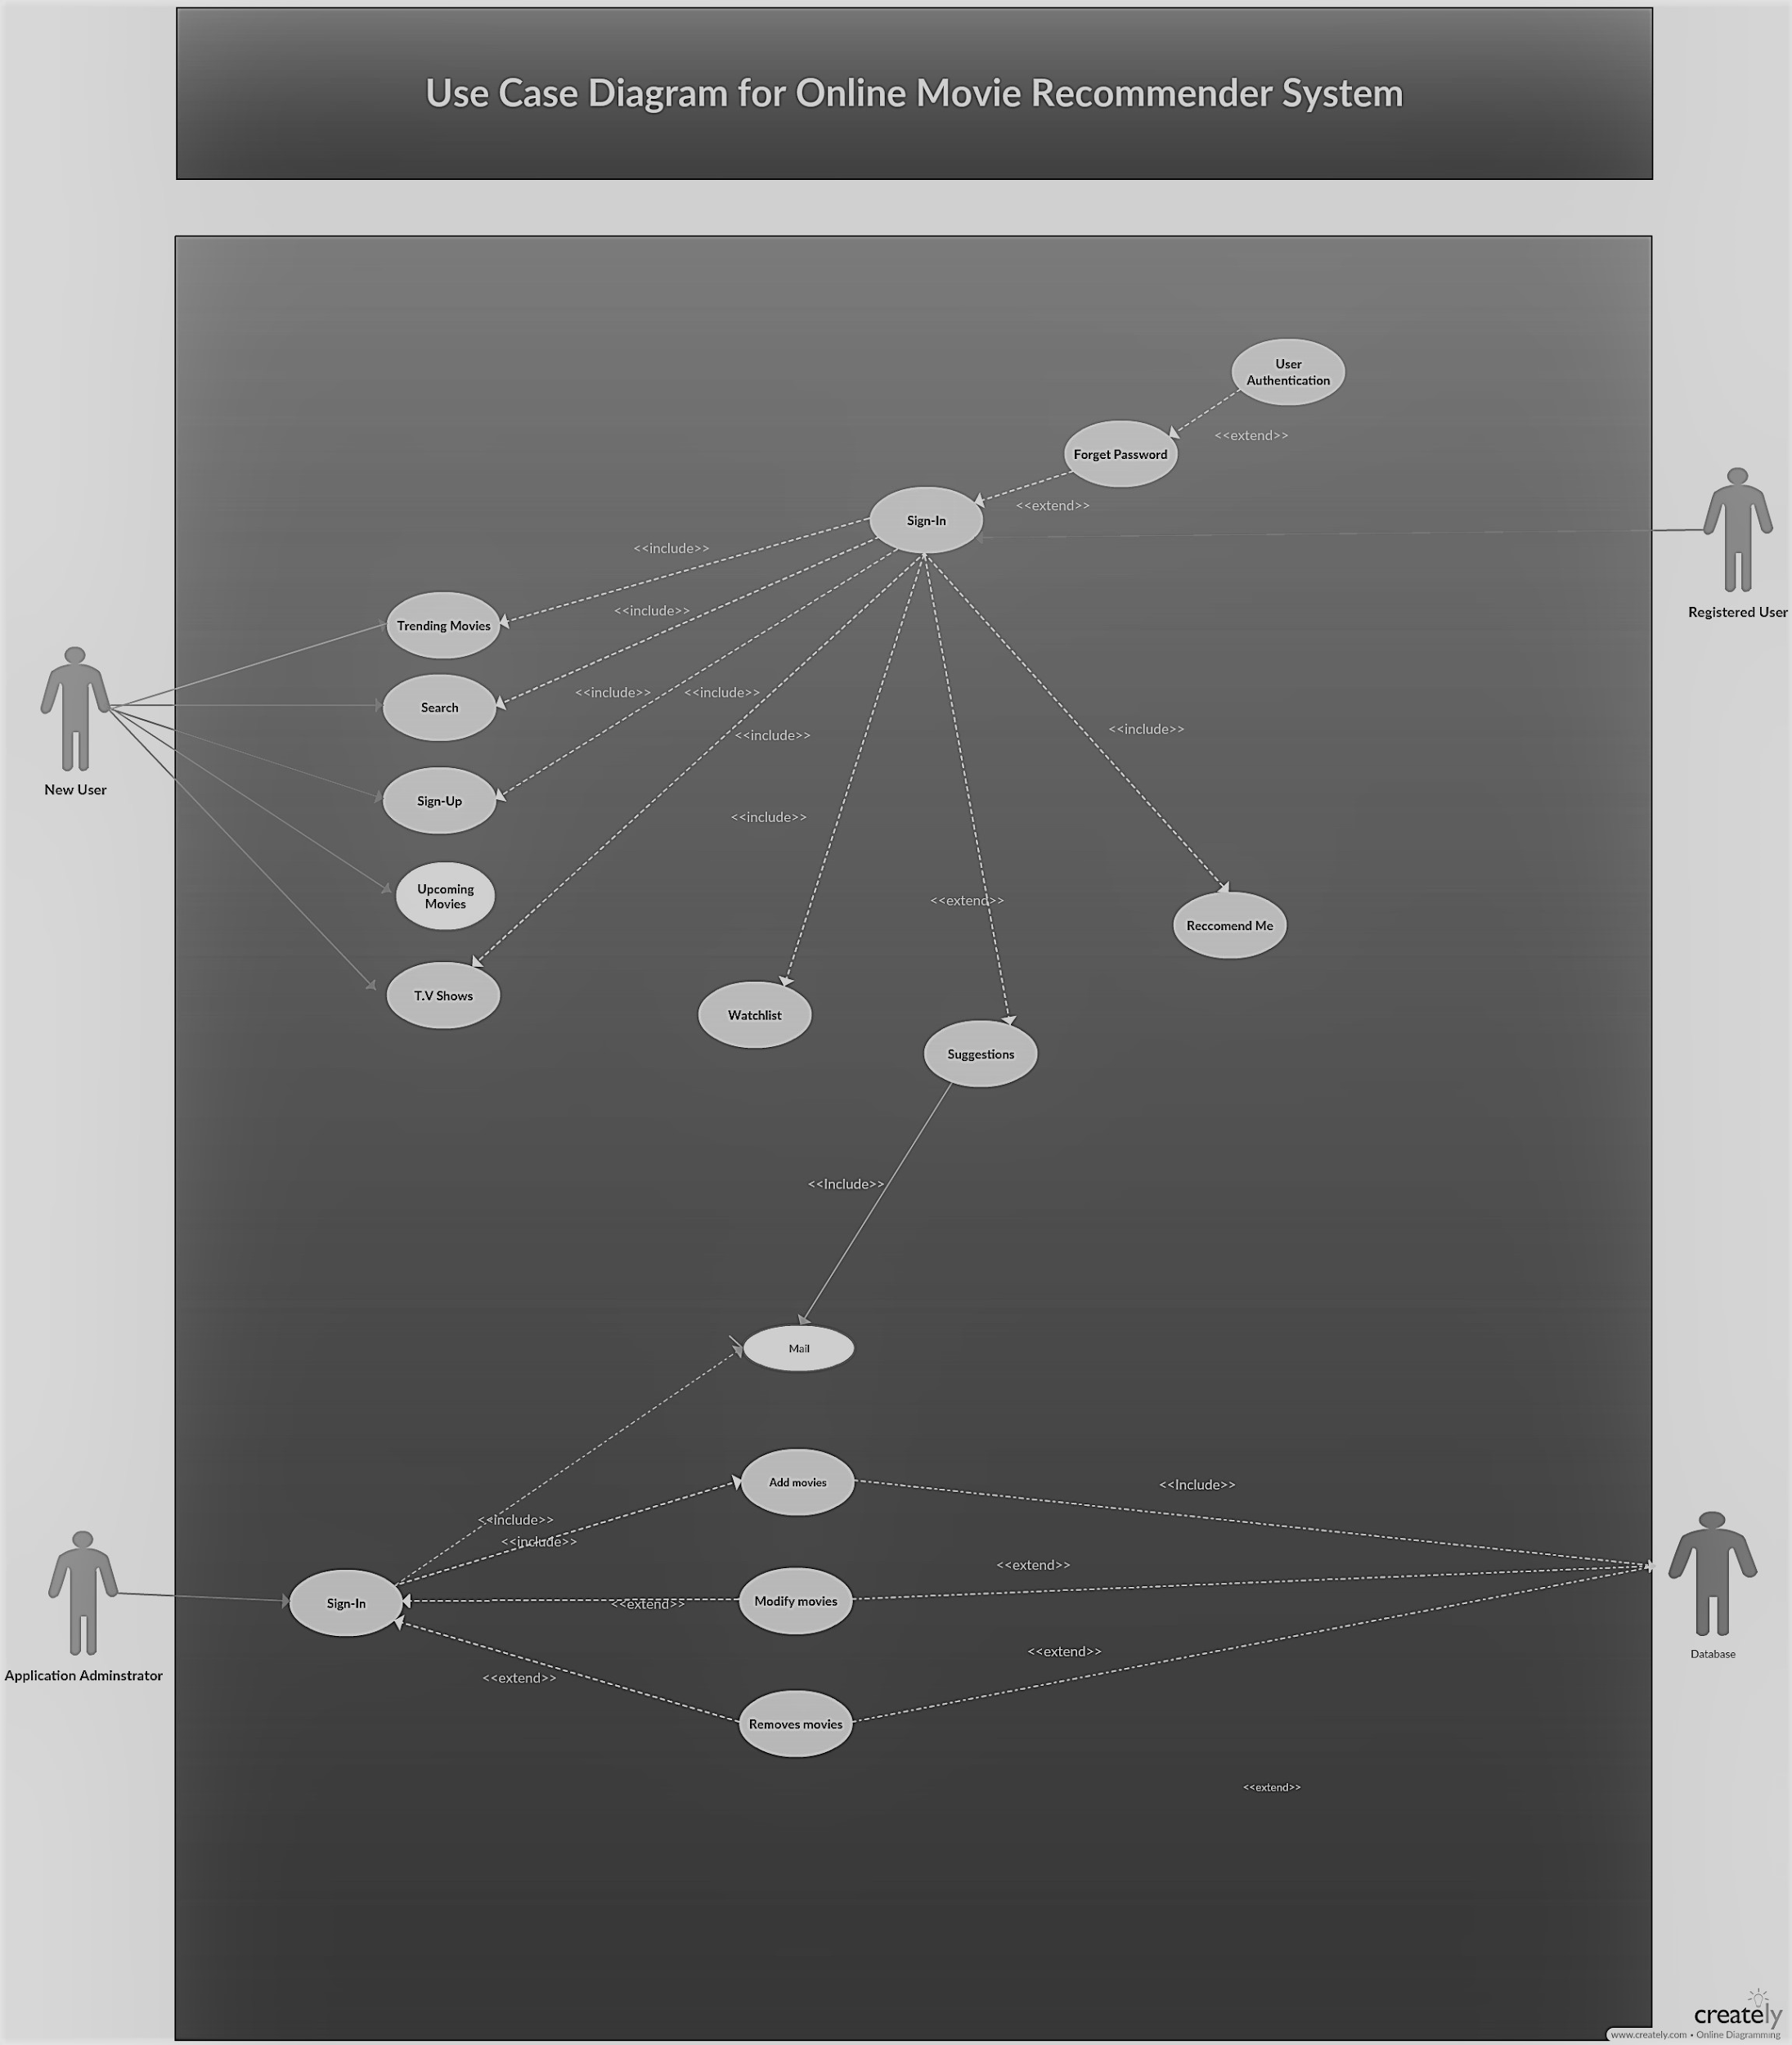 Use Case Diagram for Online Movie Recommender System
User
Authentication
<<extend>>
Forget Password
<<extend>>
Sign-In
<<include>>
Registered User
<<include>>
Trending Movies
<<include>>
<<include>>
Search
<<include>>
<<include>>
New User
Sign-Up
<<include>>
Upcoming
Movies
<<extend>>
Reccomend Me
T.V Shows
Watchlist
Suggestions
<<Include>>
Mail
Add movies
<<Include>>
<<Include>>
<<include>>
<<extend>>
Sign-In
<<extend>>
Modify movies
<<extend>>
Database
Application Adminstrator
<<extend>>
Removes movies
<<extend>>
creately
www.creately.com • Online Diagramming